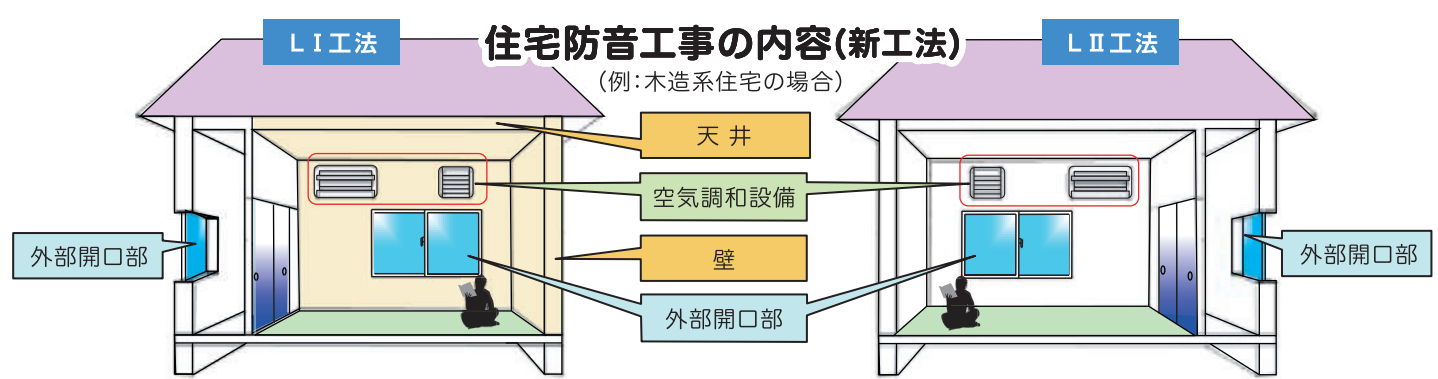 LⅠ工法
住宅防音工事の内容(新工法)
LⅡ工法
(例:木造系住宅の場合)
天井
空気調和設備
外部開口部
壁
外部開口部
外部開口部